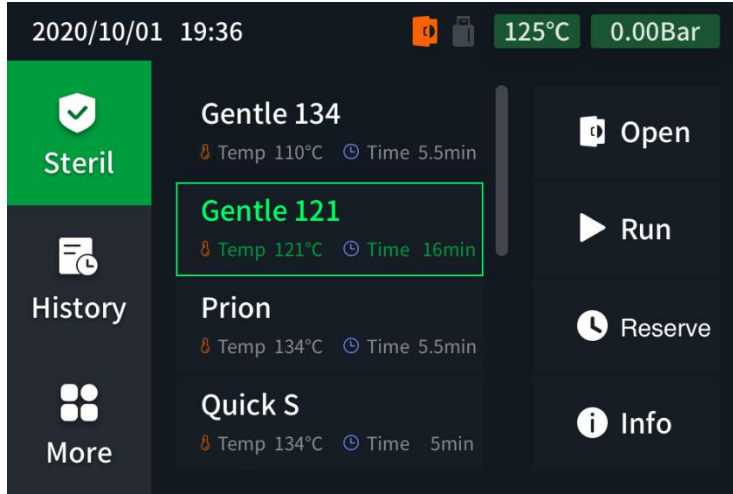 2020/10/01 19:36 125°C 0.00Bar
Steril
History
More
Gentle 134
Temp 110°C Time 5.5min
Gentle 121
Temp 121°C Time 16min
Prion
Temp 134°C Time 5.5min
Quick S
Temp 134°C Time 5min
Open
Run
Reserve
Info